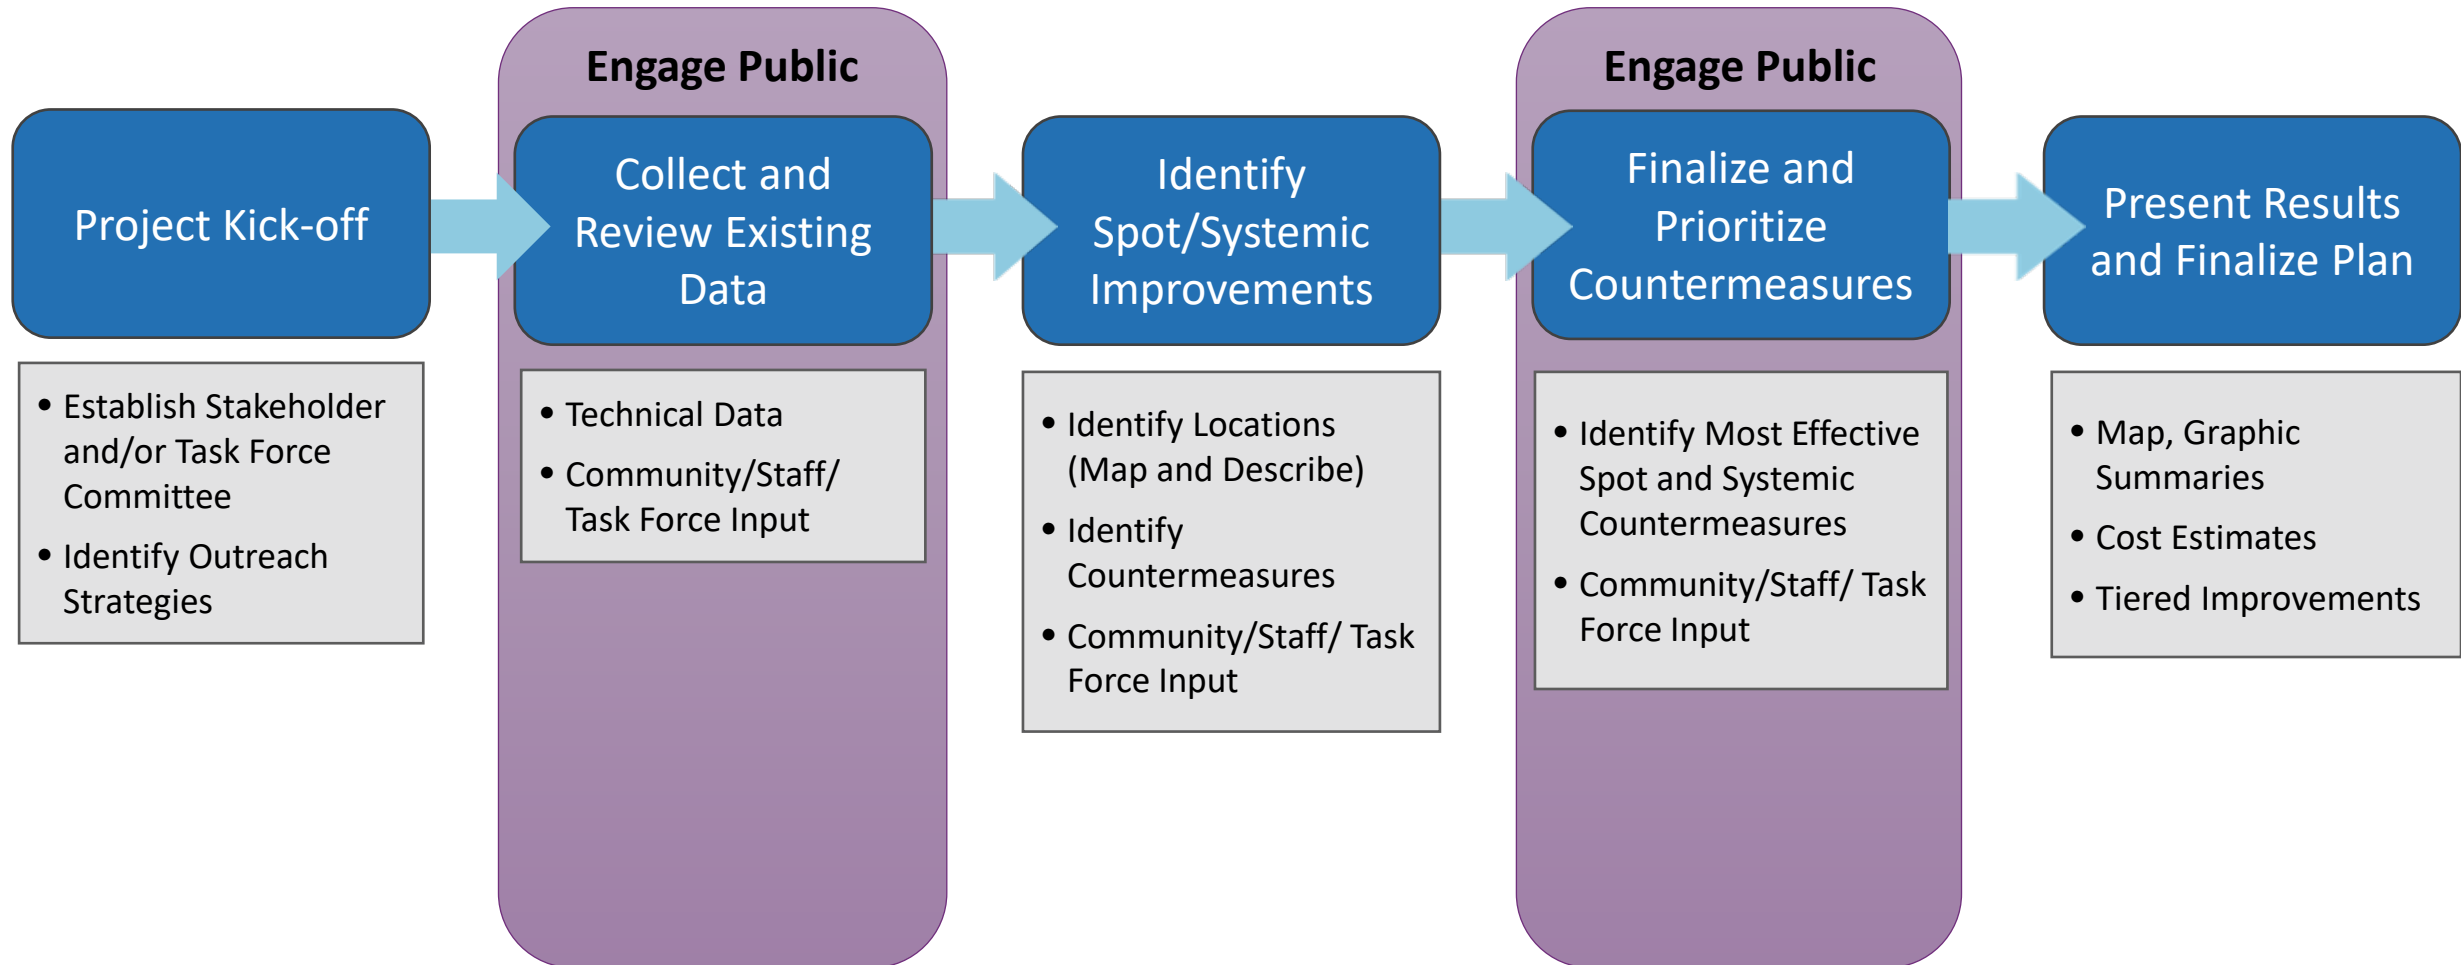 Project Kick-off
• Establish Stakeholder
and/or Task Force
Committee
• Identify Outreach
Strategies
Engage Public
Collect and
Review Existing
Data
• Technical Data
• Community/Staff/
Task Force Input
Identify
Spot/Systemic
Improvements
• Identify Locations
(Map and Describe)
• Identify
Countermeasures
• Community/Staff/ Task
Force Input
Engage Public
Finalize and
Prioritize
Countermeasures
• Identify Most Effective
Spot and Systemic
Countermeasures
• Community/Staff/ Task
Force Input
Present Results
and Finalize Plan
• Map, Graphic
Summaries
• Cost Estimates
• Tiered Improvements